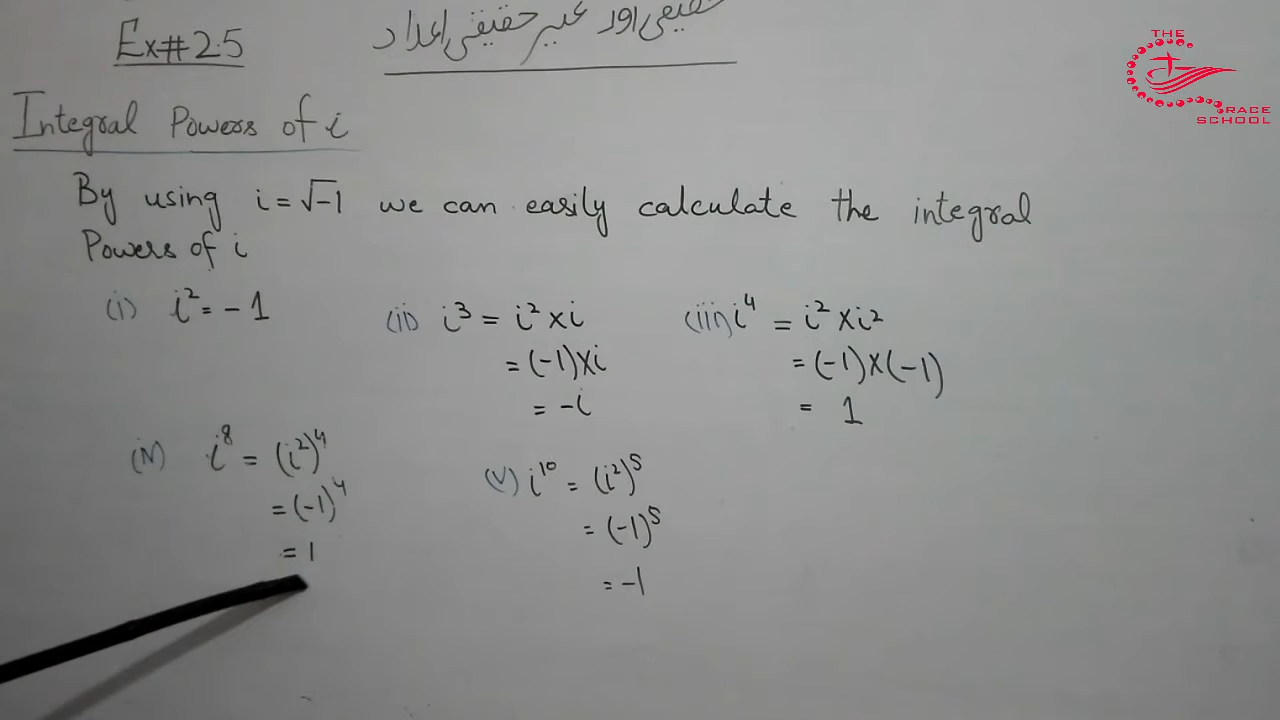 Ex#2.5
حقیقی اور غیر حقیقی اعداد
THE
RACE
SCHOOL
Integral Powers of i
By using i = √-1 we can easily calculate the integral
Powers of i
(i) i² = -1
(ii) i³ = i² × i
= (-1) × i
= -i
(iii) i⁴ = i² × i²
= (-1) × (-1)
= 1
(iv) i⁸ = (i²)⁴
= (-1)⁴
= 1
(v) i¹⁰ = (i²)⁵
= (-1)⁵
= -1